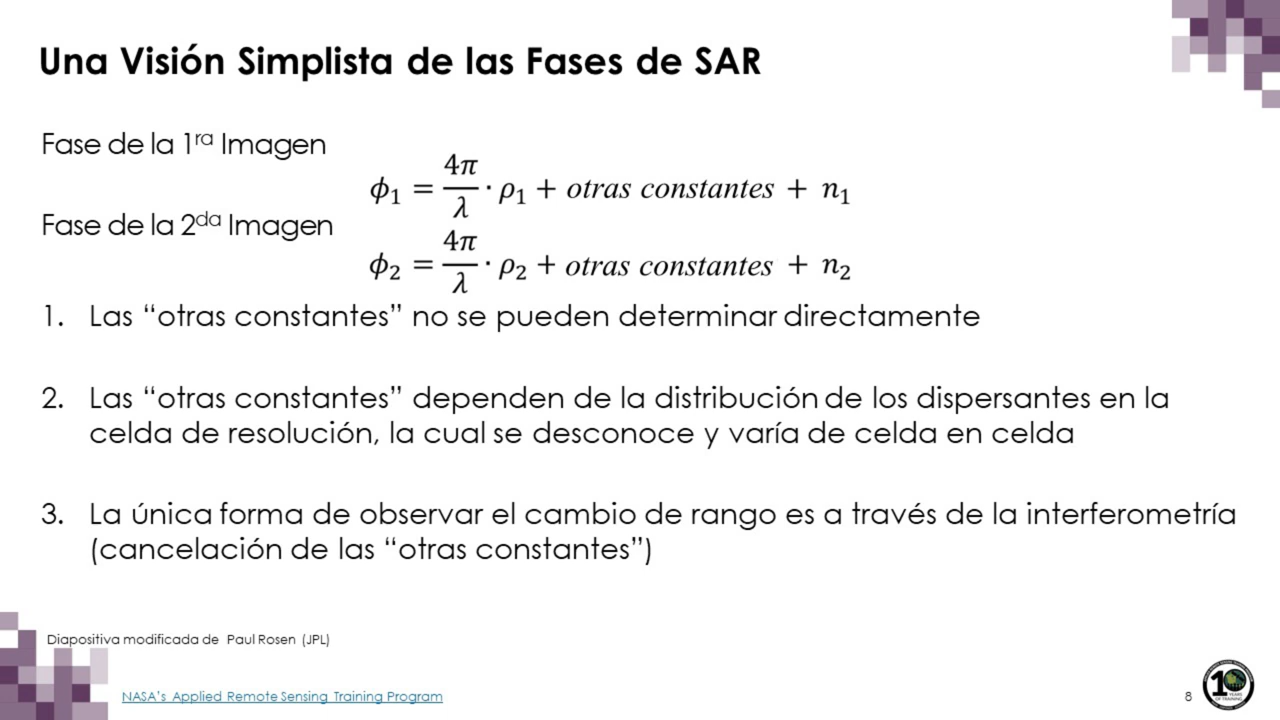 Una Visión Simplista de las Fases de SAR
Fase de la 1ra Imagen
ϕ1 = 4π/λ · ρ1 + otras constantes + n1
Fase de la 2da Imagen
ϕ2 = 4π/λ · ρ2 + otras constantes + n2
1. Las “otras constantes” no se pueden determinar directamente
2. Las “otras constantes” dependen de la distribución de los dispersantes en la
celda de resolución, la cual se desconoce y varía de celda en celda
3. La única forma de observar el cambio de rango es a través de la interferometría
(cancelación de las “otras constantes”)
Diapositiva modificada de Paul Rosen (JPL)
NASA’s Applied Remote Sensing Training Program
8
10
YEARS
OF TRAINING